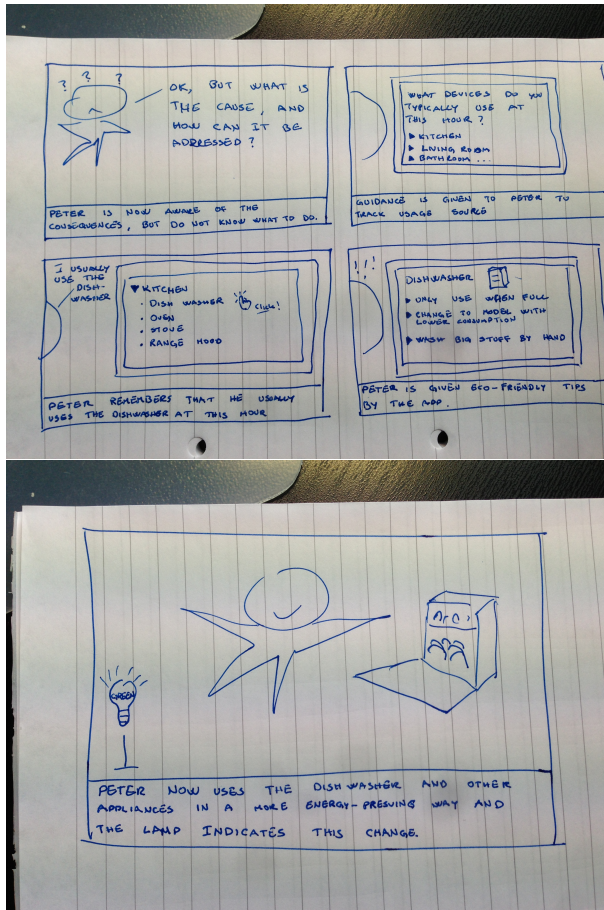 ? ? ?
OK, BUT WHAT IS
THE CAUSE, AND
HOW CAN IT BE
ADDRESSED?
PETER IS NOW AWARE OF THE
CONSEQUENCES, BUT DO NOT KNOW WHAT TO DO.
WHAT DEVICES DO YOU
TYPICALLY USE AT
THIS HOUR?
▶ KITCHEN
▶ LIVING ROOM
▲ BATHROOM ...
GUIDANCE IS GIVEN TO PETER TO
TRACK USAGE SOURCE
I USUALLY
USE THE
DISH-
WASHER
▼ KITCHEN
• DISH WASHER
• OVEN
• STOVE
• RANGE HOOD
CLICK!
PETER REMEMBERS THAT HE USUALLY
USES THE DISHWASHER AT THIS HOUR
!!!
DISHWASHER
▶ ONLY USE WHEN FULL
▶ CHANGE TO MODEL WITH
LOWER CONSUMPTION
▶ WASH BIG STUFF BY HAND
PETER IS GIVEN ECO-FRIENDLY TIPS
BY THE APP.
GREEN
PETER NOW USES THE DISH WASHER AND OTHER
APPLIANCES IN A MORE ENERGY-PRESVING WAY AND
THE LAMP INDICATES THIS CHANGE.